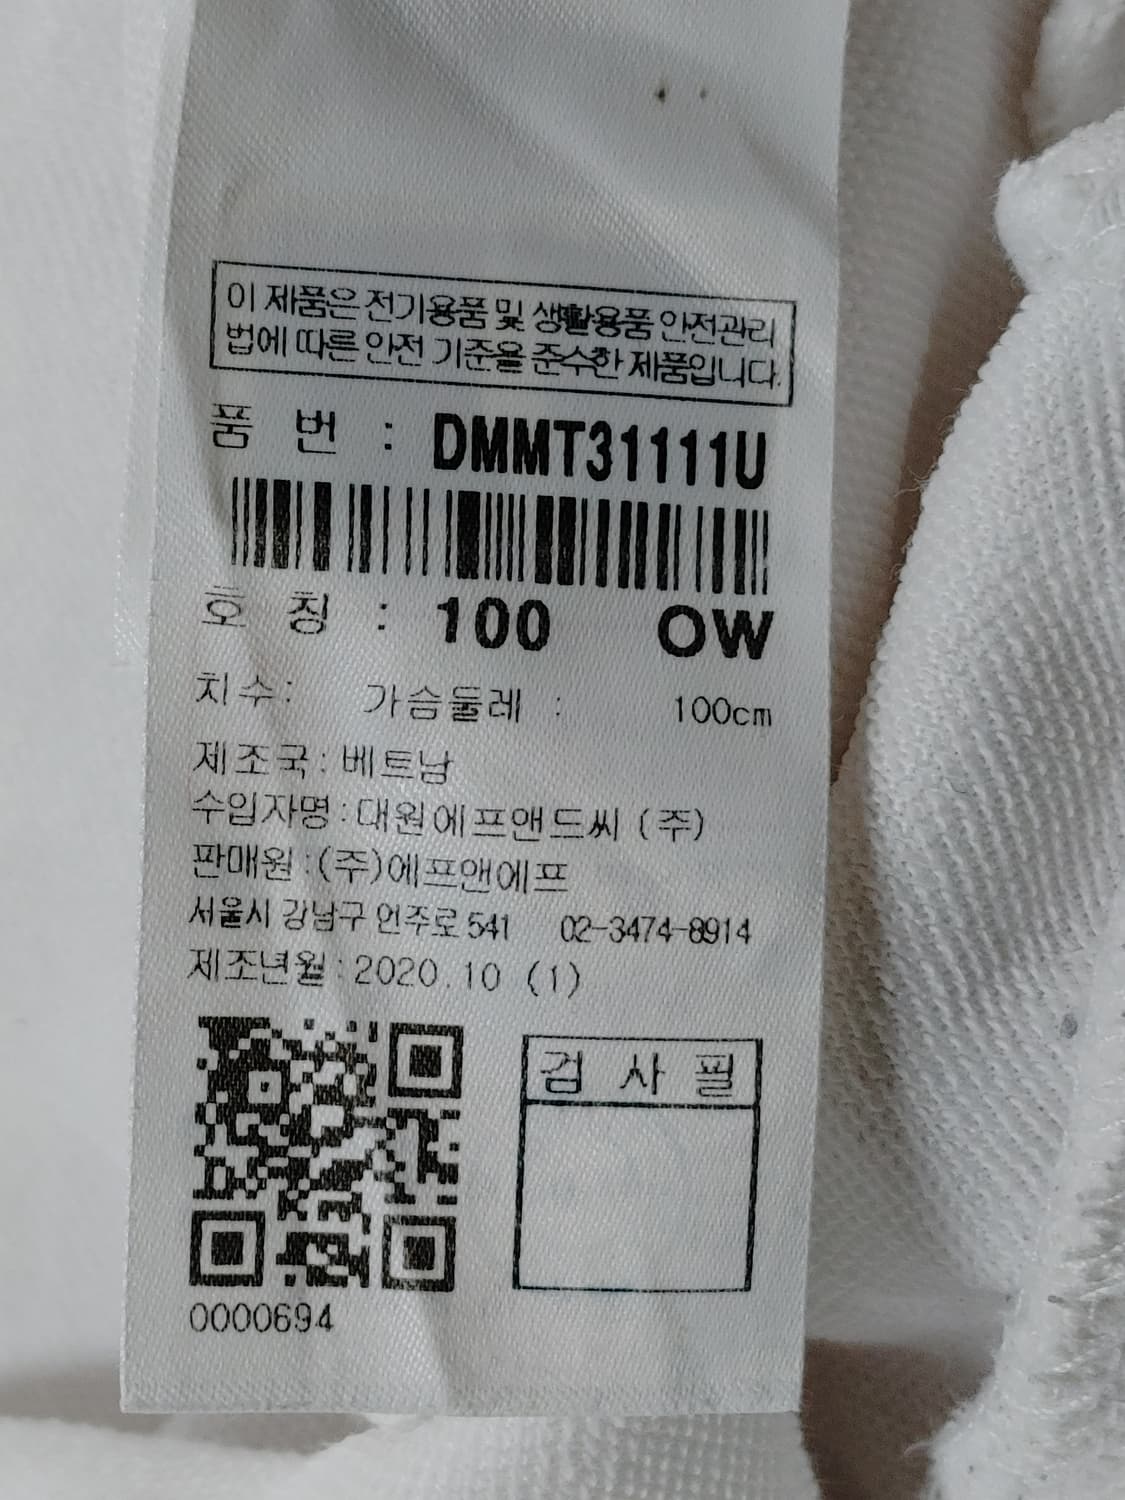 이 제품은 전기용품 및 생활용품 안전관리
법에 따른 안전 기준을 준수한 제품입니다.
품 번 : DMMT31111U
호 칭 : 100 OW
치수: 가슴둘레 : 100cm
제조국 : 베트남
수입자명 : 대원에프앤드씨 (주)
판매원 : (주)에프앤에프
서울시 강남구 언주로 541 02-3474-8914
제조년월 : 2020.10 (1)
검 사 필
0000694